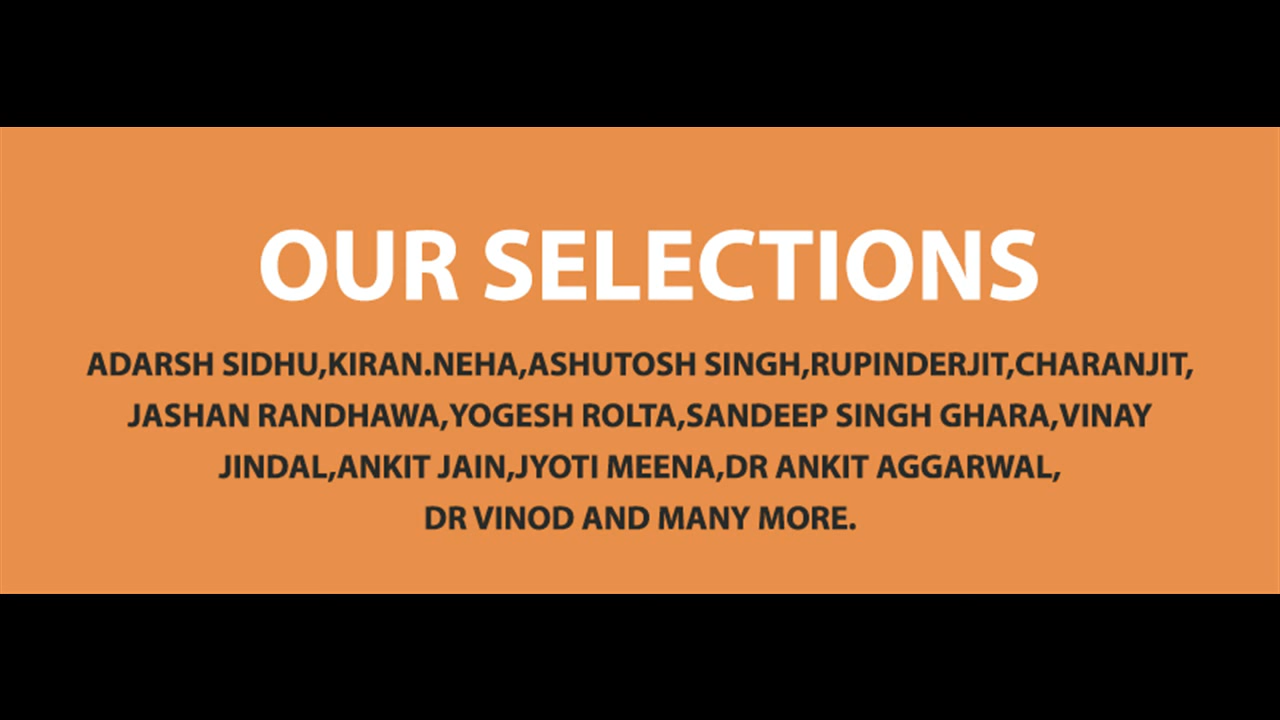 OUR SELECTIONS
ADARSH SIDHU,KIRAN.NEHA,ASHUTOSH SINGH,RUPINDERJIT,CHARANJIT,
JASHAN RANDHAWA,YOGESH ROLTA,SANDEEP SINGH GHARA,VINAY
JINDAL,ANKIT JAIN,JYOTI MEENA,DR ANKIT AGGARWAL,
DR VINOD AND MANY MORE.